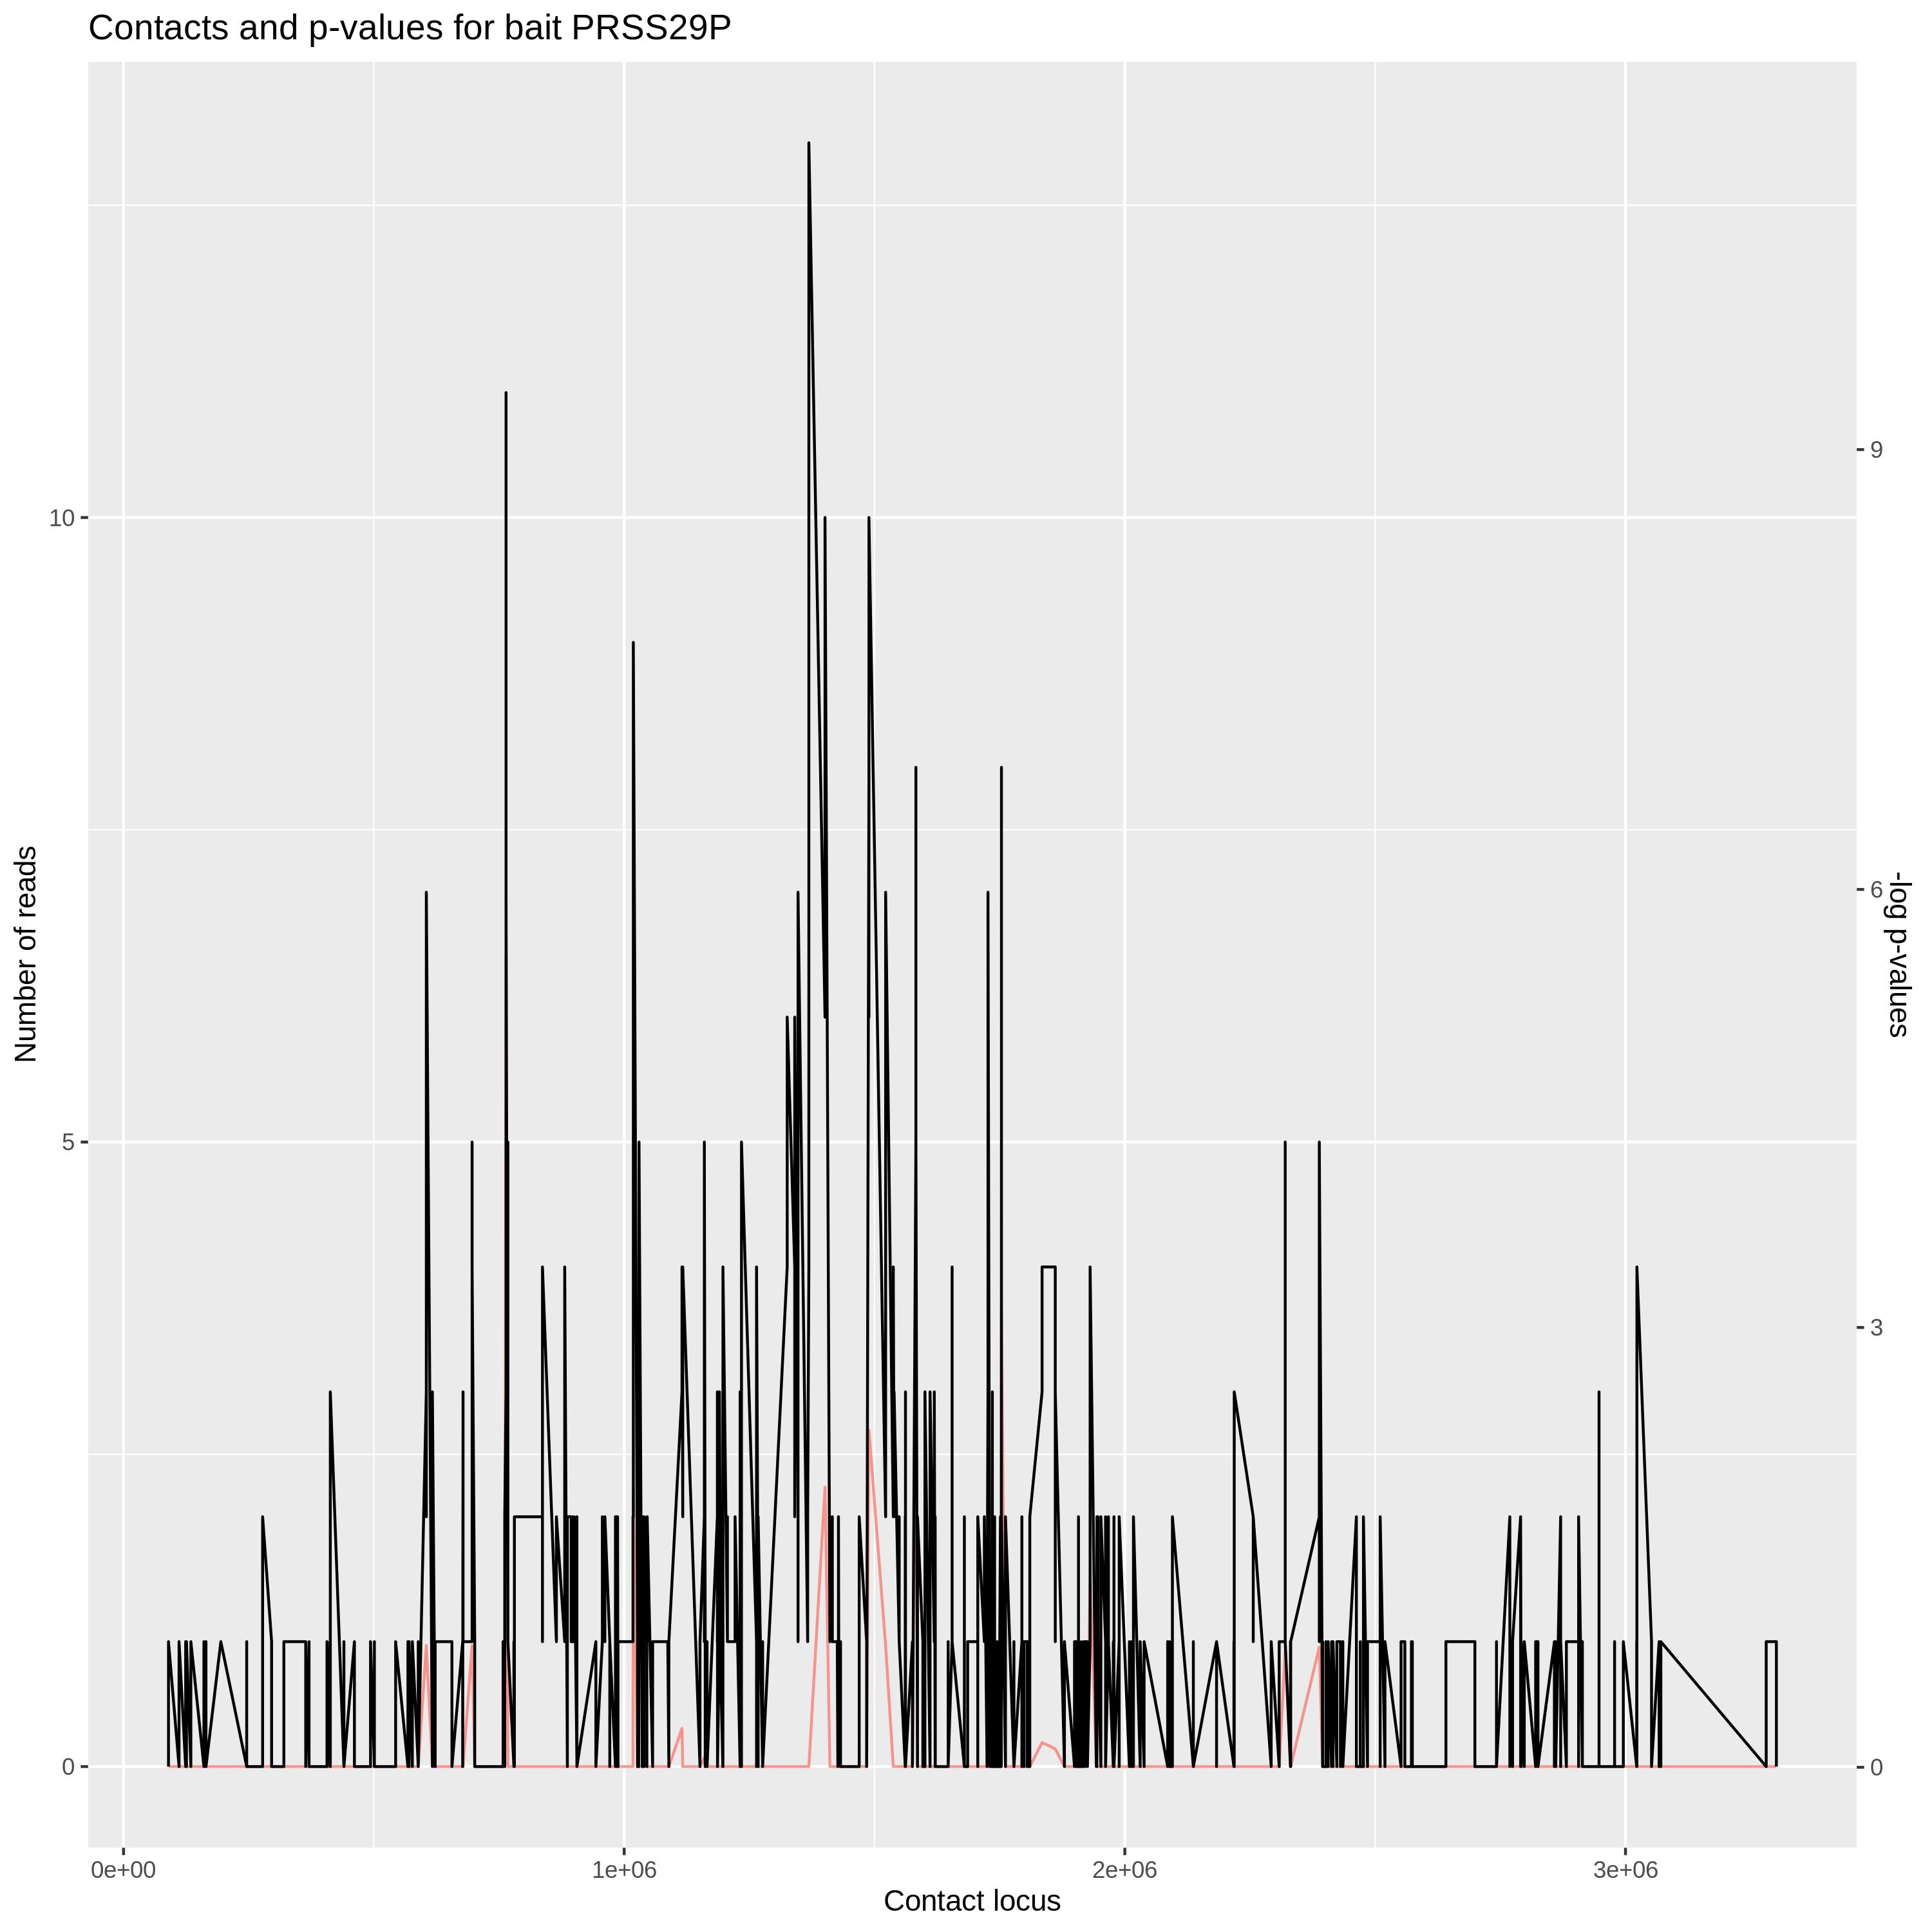 Contacts and p-values for bait PRSS29P
10
5
0
Number of reads
9
6
3
0
-log p-values
0e+00
1e+06
2e+06
3e+06
Contact locus